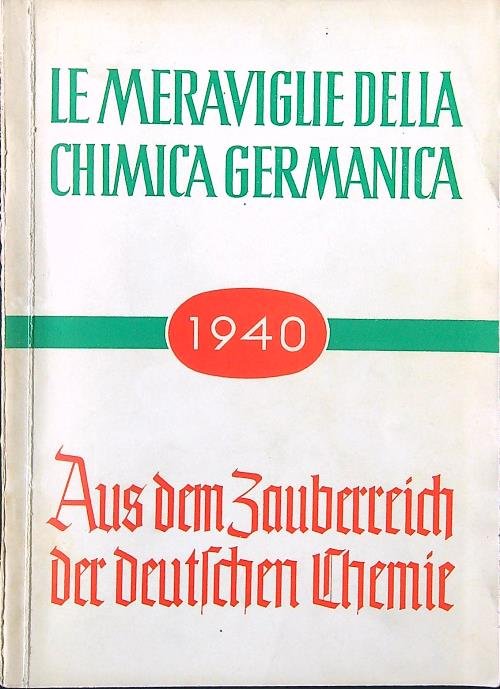 LE MERAVIGLIE DELLA
CHIMICA GERMANICA
1940
Aus dem Zauberreich
der deutſchen Chemie